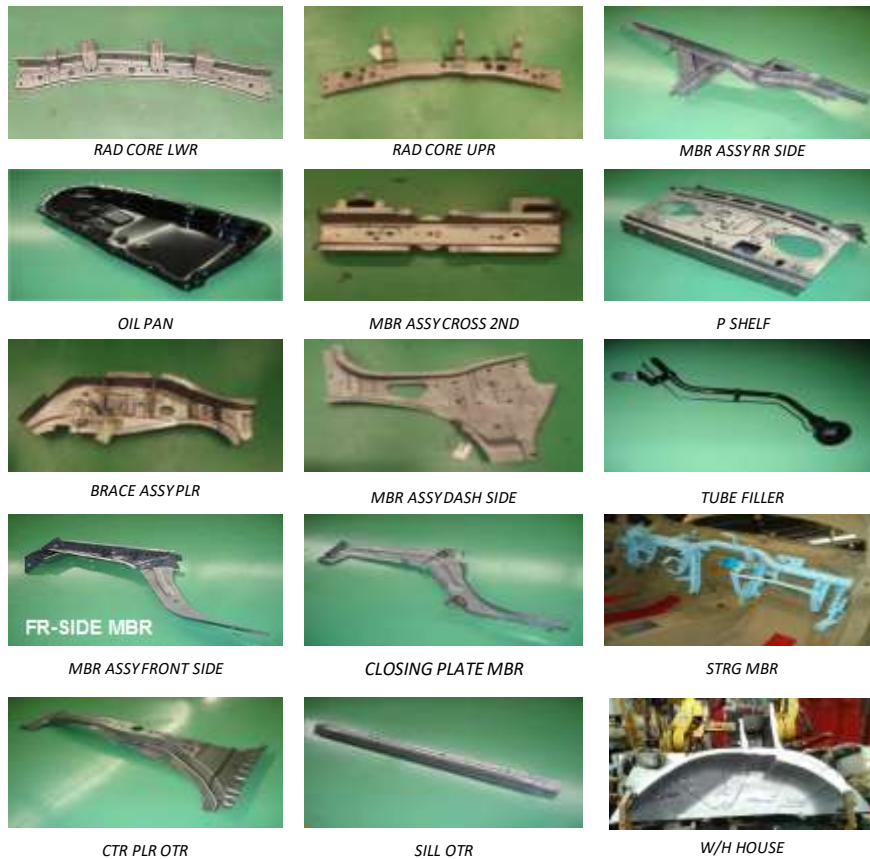 RAD CORE LWR
RAD CORE UPR
MBR ASSY RR SIDE
OIL PAN
MBR ASSY CROSS 2ND
P SHELF
BRACE ASSY PLR
MBR ASSY DASH SIDE
TUBE FILLER
FR-SIDE MBR
MBR ASSY FRONT SIDE
CLOSING PLATE MBR
STRG MBR
CTR PLR OTR
SILL OTR
W/H HOUSE